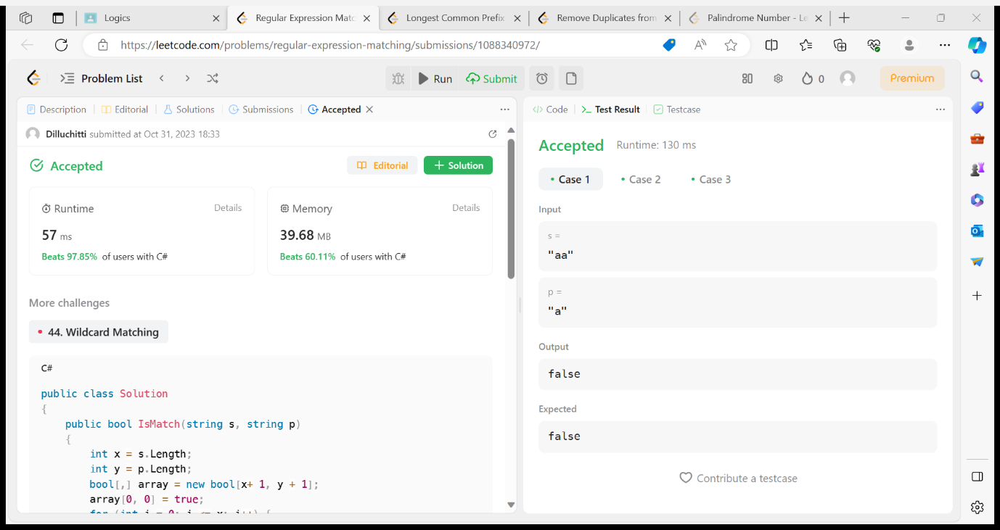 Logics
Regular Expression Matc
Longest Common Prefix
Remove Duplicates from
Palindrome Number - Le
https://leetcode.com/problems/regular-expression-matching/submissions/1088340972/
Problem List
Run
Submit
0
Premium
Description
Editorial
Solutions
Submissions
Accepted
Dilluchitti submitted at Oct 31, 2023 18:33
Accepted
Editorial
Solution
Runtime
Details
57 ms
Beats 97.85% of users with C#
Memory
Details
39.68 MB
Beats 60.11% of users with C#
More challenges
44. Wildcard Matching
C#
public class Solution
{
public bool IsMatch(string s, string p)
{
int x = s.Length;
int y = p.Length;
bool[,] array = new bool[x+ 1, y + 1];
array[0, 0] = true;
Code
Test Result
Testcase
Accepted Runtime: 130 ms
Case 1
Case 2
Case 3
Input
s =
"aa"
p =
"a"
Output
false
Expected
false
Contribute a testcase